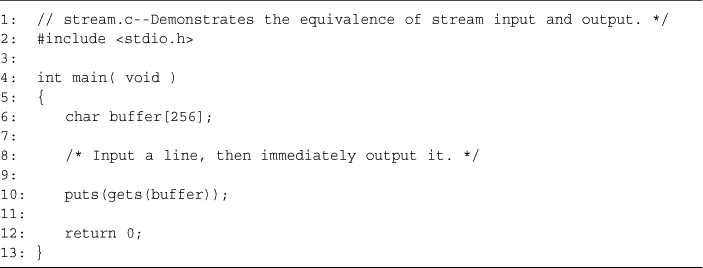 1: // stream.c--Demonstrates the equivalence of stream input and output. */
2: #include <stdio.h>
3:
4: int main( void )
5: {
6:    char buffer[256];
7:
8:    /* Input a line, then immediately output it. */
9:
10:    puts(gets(buffer));
11:
12:    return 0;
13: }